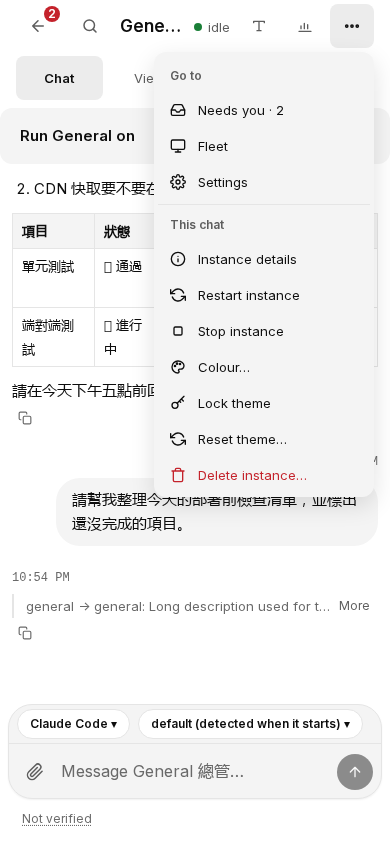 2
Gene…
idle
Chat
Vie
Run General on
Go to
Needs you · 2
Fleet
Settings
This chat
Instance details
Restart instance
Stop instance
Colour…
Lock theme
Reset theme…
Delete instance…
2. CDN 快取要不要在
項目 狀態
單元測試 通過
端對端測
試
進行
中
請在今天下午五點前回
M
請幫我整理今天的部署前檢查清單，並標出
還沒完成的項目。
10:54 PM
general → general: Long description used for t… More
Claude Code ▾ default (detected when it starts) ▾
Message General 總管…
Not verified